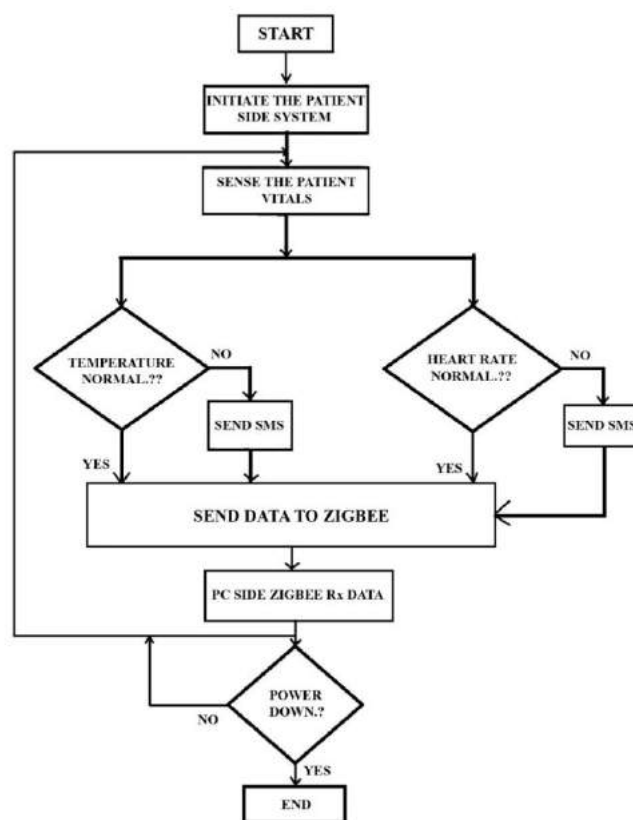 START
INITIATE THE PATIENT
SIDE SYSTEM
SENSE THE PATIENT
VITALS
TEMPERATURE
NORMAL.??
NO
SEND SMS
YES
HEART RATE
NORMAL.??
NO
SEND SMS
YES
SEND DATA TO ZIGBEE
PC SIDE ZIGBEE Rx DATA
POWER
DOWN.?
NO
YES
END